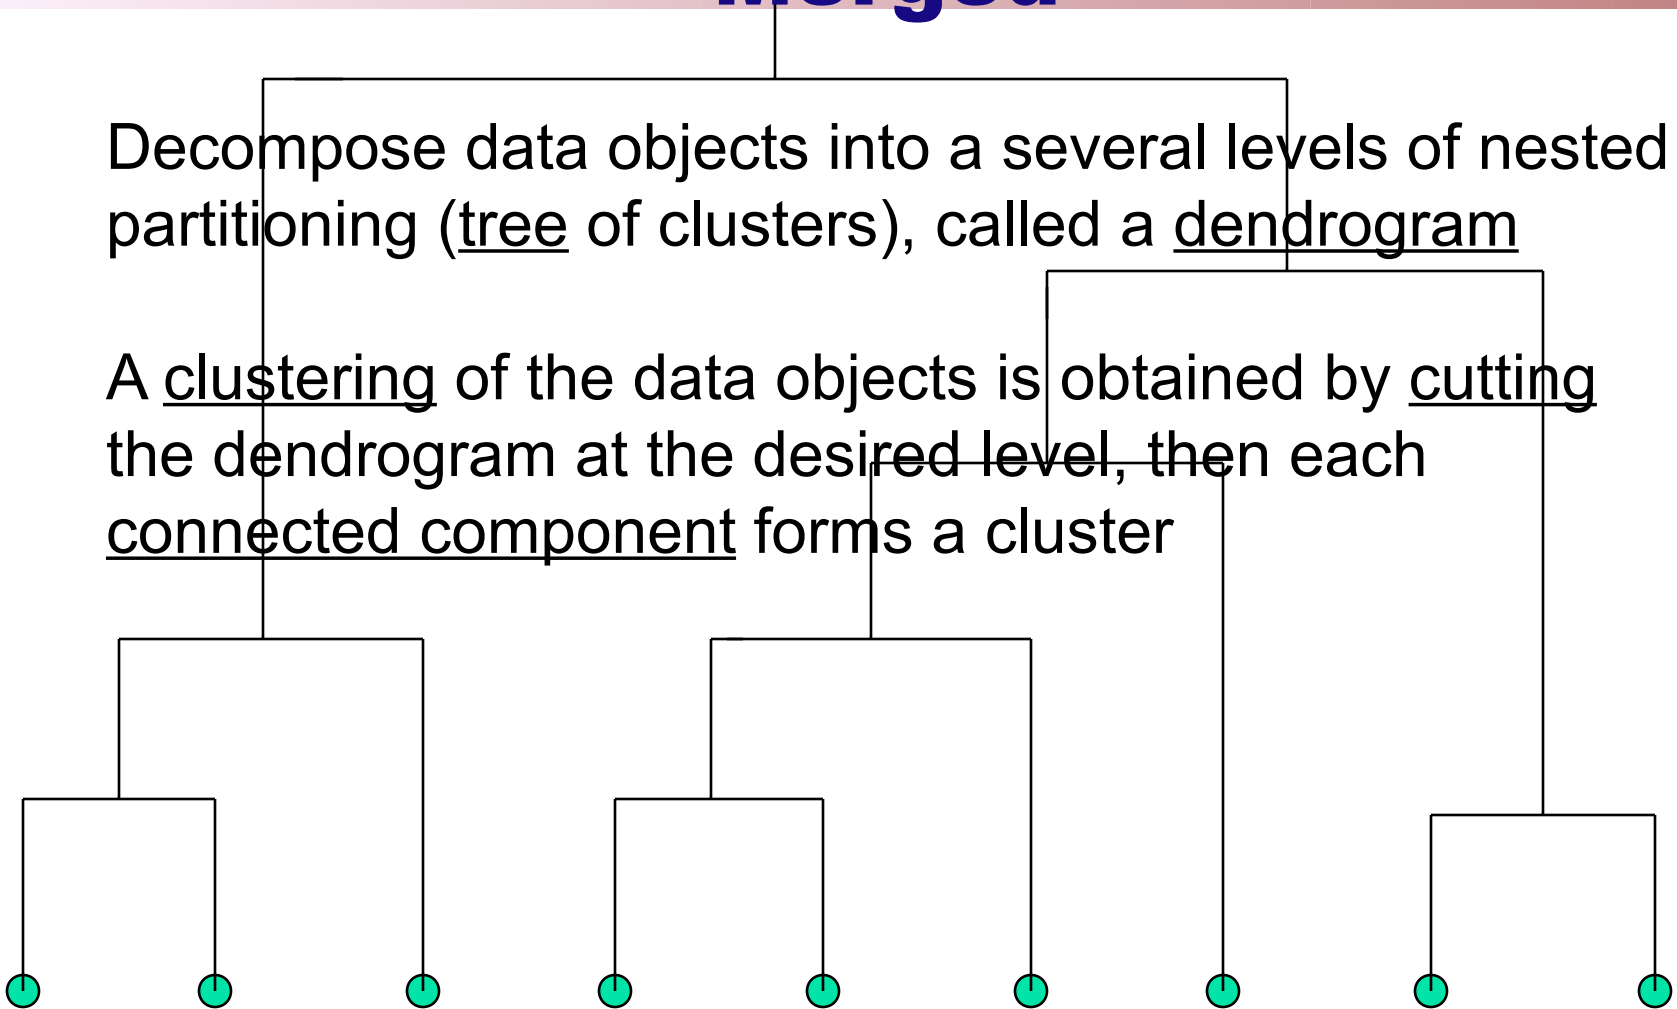 Merged
Decompose data objects into a several levels of nested
partitioning (tree of clusters), called a dendrogram
A clustering of the data objects is obtained by cutting
the dendrogram at the desired level, then each
connected component forms a cluster